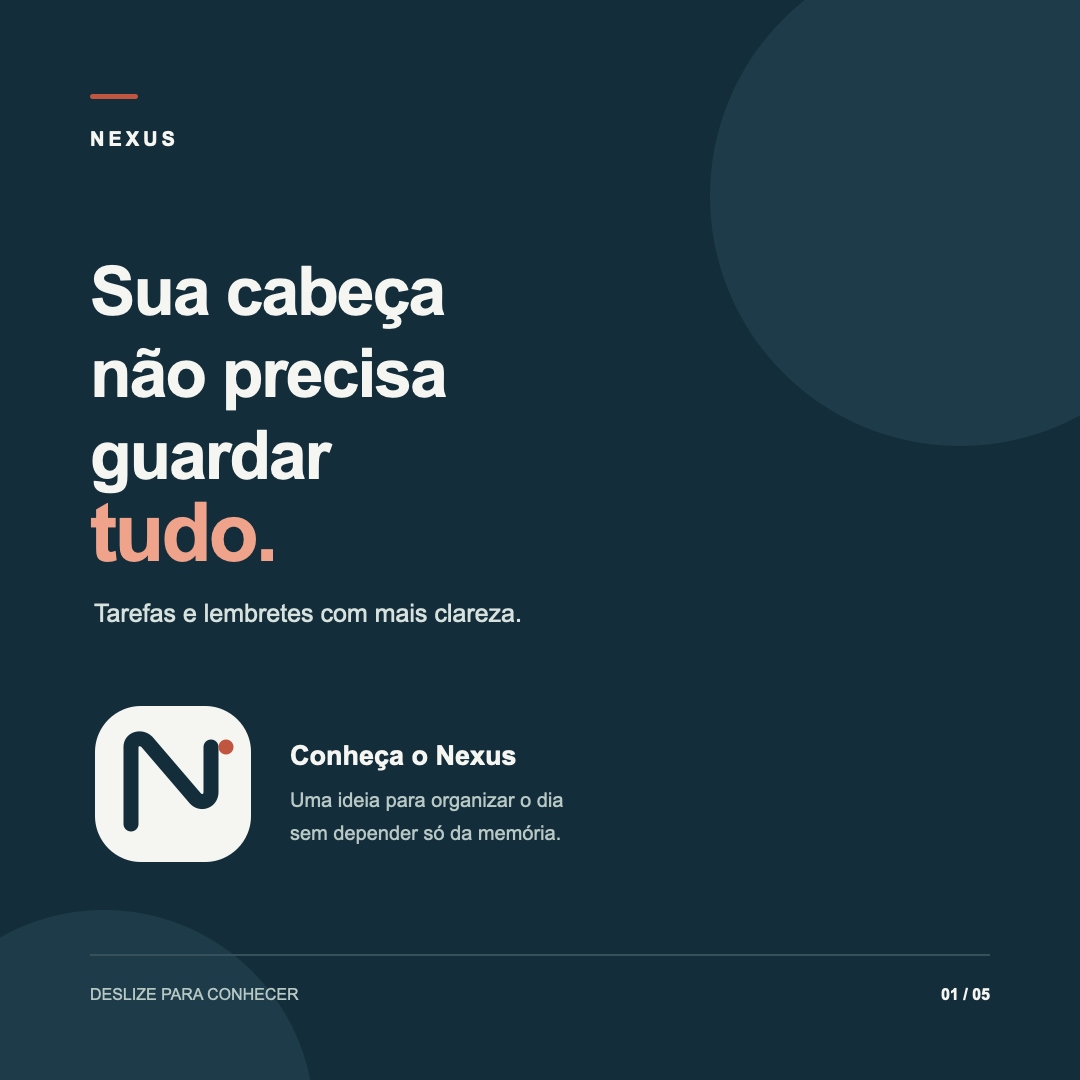 NEXUS
Sua cabeça
não precisa
guardar
tudo.
Tarefas e lembretes com mais clareza.
N
Conheça o Nexus
Uma ideia para organizar o dia
sem depender só da memória.
DESLIZE PARA CONHECER
01 / 05